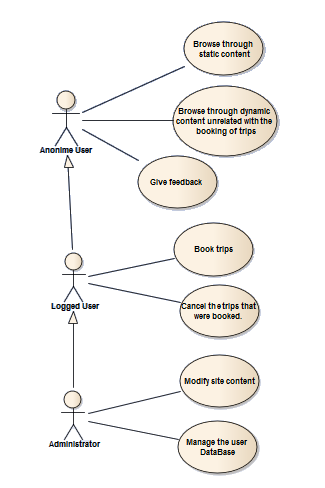 Browse through
static content
Browse through dynamic
content unrelated with the
booking of trips
Anonime User
Give feedback
Book trips
Logged User
Cancel the trips that
were booked.
Modify site content
Administrator
Manage the user
DataBase